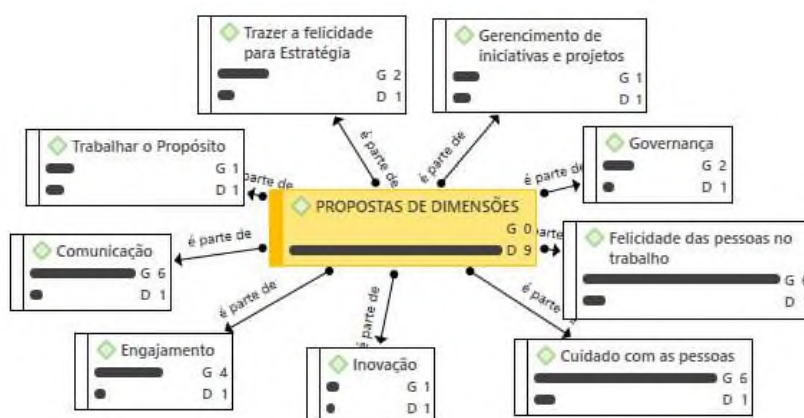 Trazer a felicidade
para Estratégia
G 2
D 1
Gerencimento de
iniciativas e projetos
G 1
D 1
Trabalhar o Propósito
G 1
D 1
Governança
G 2
D 1
é parte de
é parte de
é parte de
parte de
PROPOSTAS DE DIMENSÕES
G 0
D 9
Felicidade das pessoas no
trabalho
G
D
é parte de
Comunicação
G 6
D 1
é parte de
é parte de
é parte de
Engajamento
G 4
D 1
Inovação
G 1
D 1
Cuidado com as pessoas
G 6
D 1